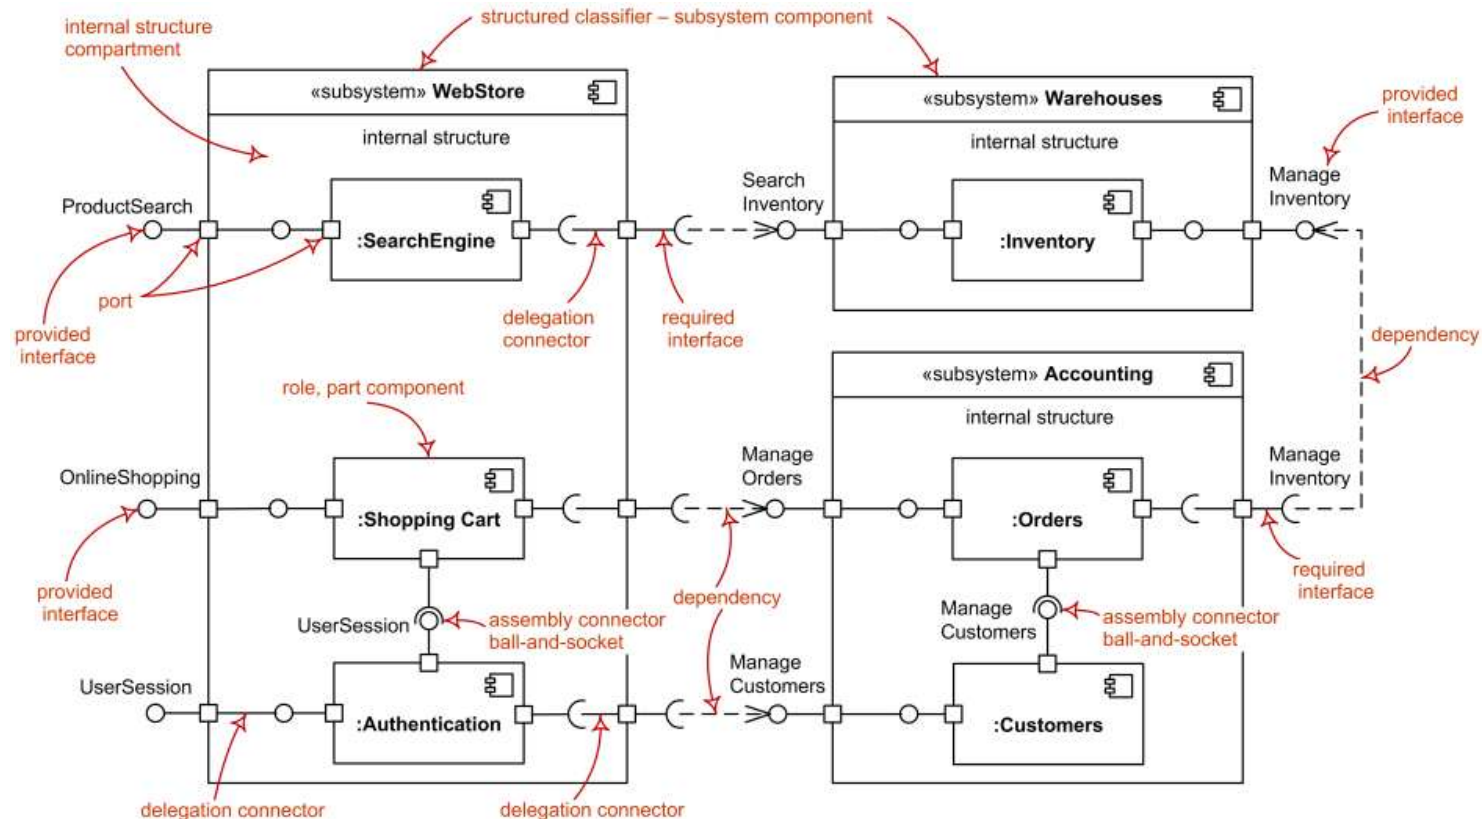 structured classifier – subsystem component
internal structure
compartment
«subsystem» WebStore
internal structure
«subsystem» Warehouses
internal structure
provided
interface
ProductSearch
:SearchEngine
Search
Inventory
:Inventory
Manage
Inventory
port
provided
interface
delegation
connector
required
interface
dependency
role, part component
«subsystem» Accounting
internal structure
OnlineShopping
:Shopping Cart
Manage
Orders
:Orders
Manage
Inventory
provided
interface
dependency
required
interface
UserSession
assembly connector
ball-and-socket
Manage
Customers
assembly connector
ball-and-socket
UserSession
:Authentication
Manage
Customers
:Customers
delegation connector
delegation connector